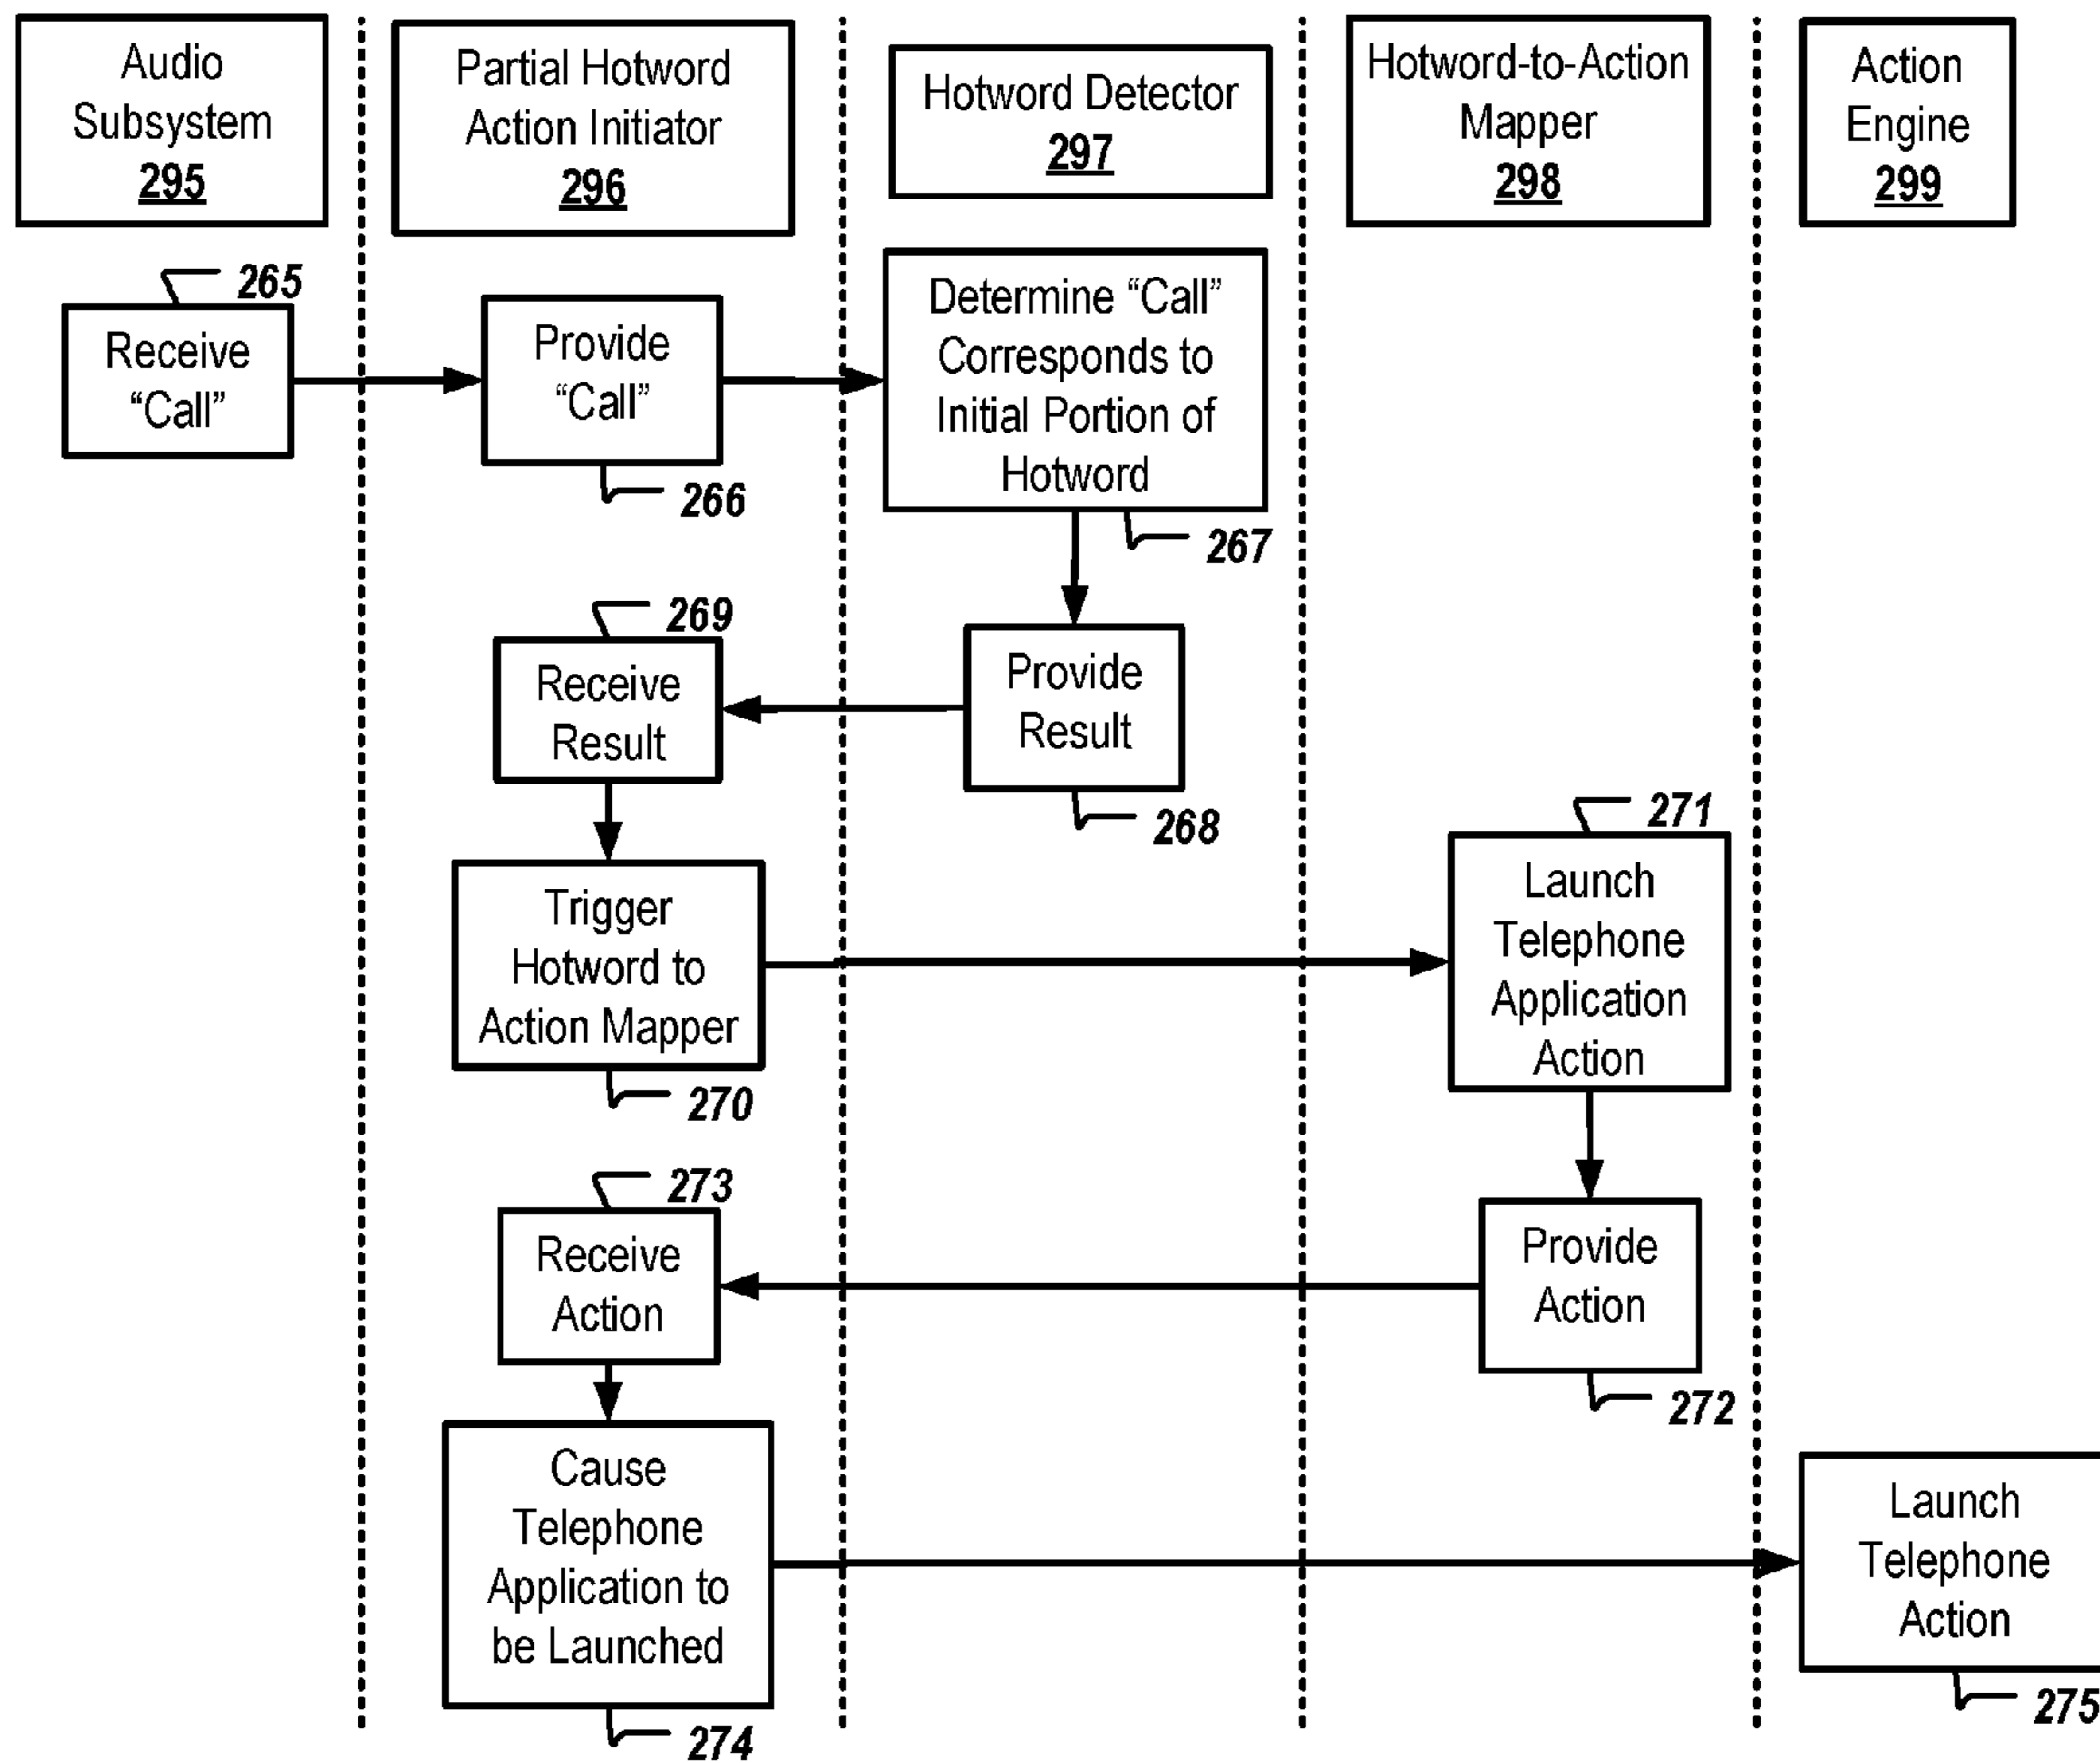 Audio
Subsystem
295
Partial Hotword
Action Initiator
296
Hotword Detector
297
Hotword-to-Action
Mapper
298
Action
Engine
299
265
Receive
“Call”
Provide
“Call”
266
Determine “Call”
Corresponds to
Initial Portion of
Hotword
267
Provide
Result
268
269
Receive
Result
Trigger
Hotword to
Action Mapper
270
271
Launch
Telephone
Application
Action
Provide
Action
272
273
Receive
Action
Cause
Telephone
Application to
be Launched
274
Launch
Telephone
Action
275